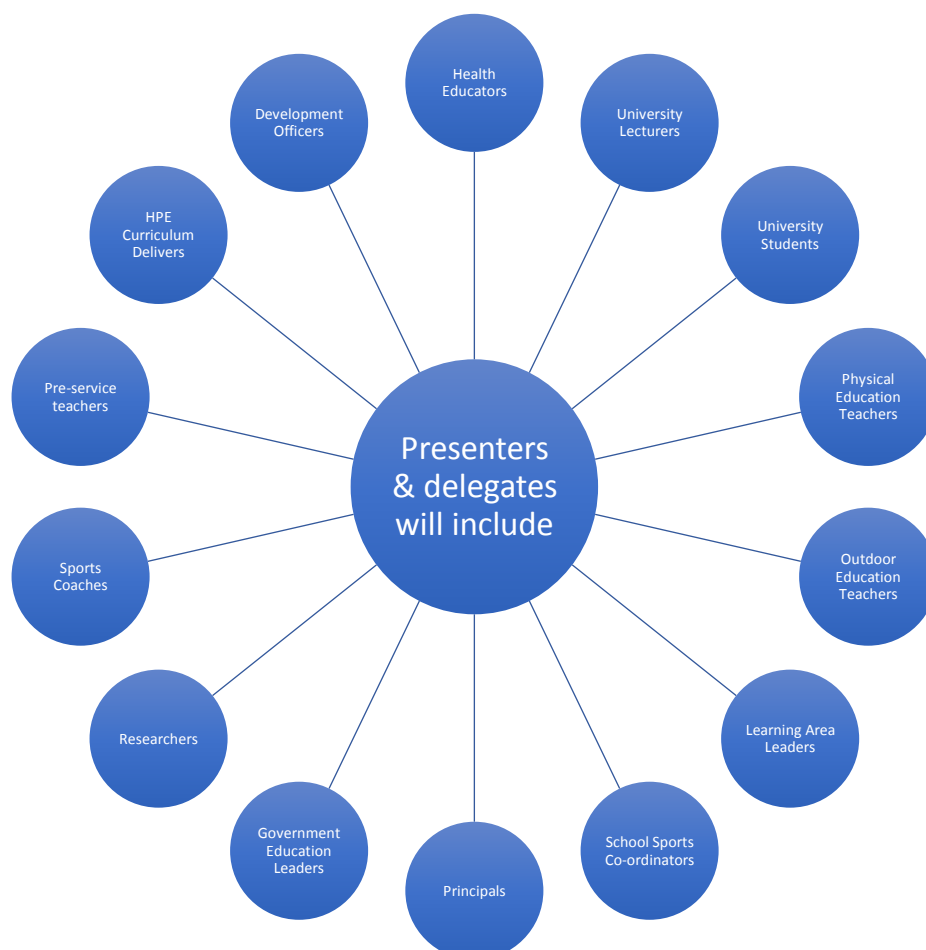 Health
Educators
University
Lecturers
University
Students
Physical
Education
Teachers
Outdoor
Education
Teachers
Learning Area
Leaders
School Sports
Co-ordinators
Principals
Government
Education
Leaders
Researchers
Sports
Coaches
Pre-service
teachers
HPE
Curriculum
Delivers
Development
Officers
Presenters
& delegates
will include